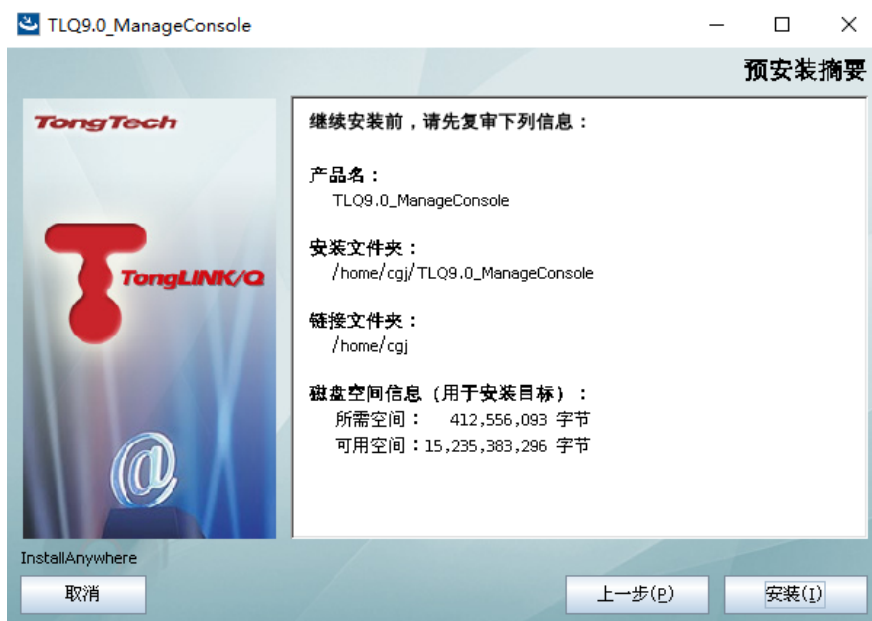 TLQ9.0_ManageConsole
预安装摘要
TongTech
TongLINK/Q
@
继续安装前，请先复审下列信息：
产品名：
TLQ9.0_ManageConsole
安装文件夹：
/home/cgj/TLQ9.0_ManageConsole
链接文件夹：
/home/cgj
磁盘空间信息（用于安装目标）：
所需空间： 412,556,093 字节
可用空间：15,235,383,296 字节
InstallAnywhere
取消
上一步(P)
安装(I)